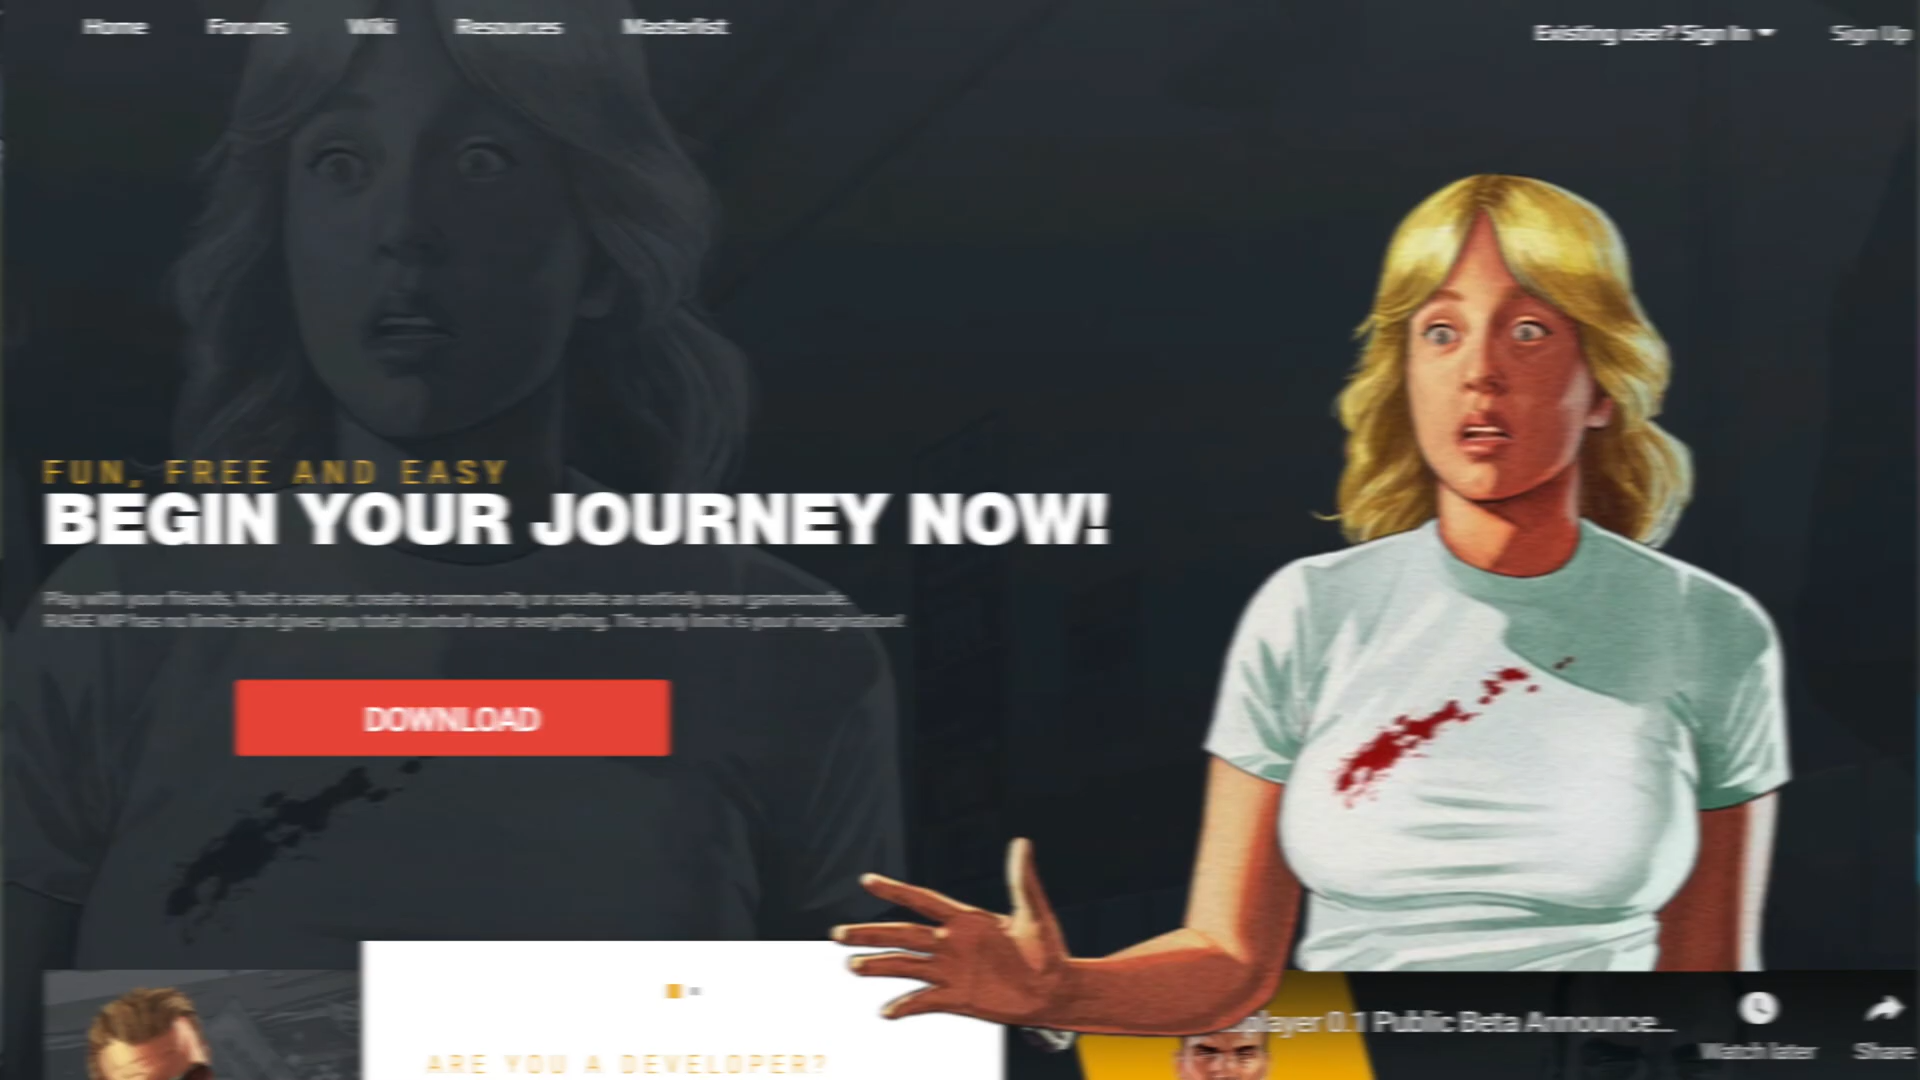 Home Forums Wiki Resources Masterlist
Existing user? Sign In Sign Up
FUN, FREE AND EASY
BEGIN YOUR JOURNEY NOW!
Play with your friends, host a server, create a community or create an entirely new gamemode.
RAGE MP has no limits and gives you total control over everything. The only limit is your imagination!
DOWNLOAD
player 0.1 Public Beta Announce...
Watch later Share
ARE YOU A DEVELOPER?